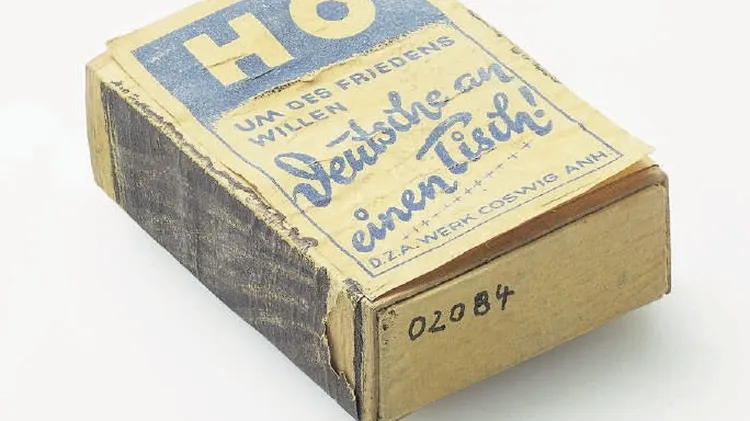 HO
UM DES FRIEDENS
WILLEN
Deutsche an
einen Tisch!
D.Z.A. WERK COSWIG ANH.
02084